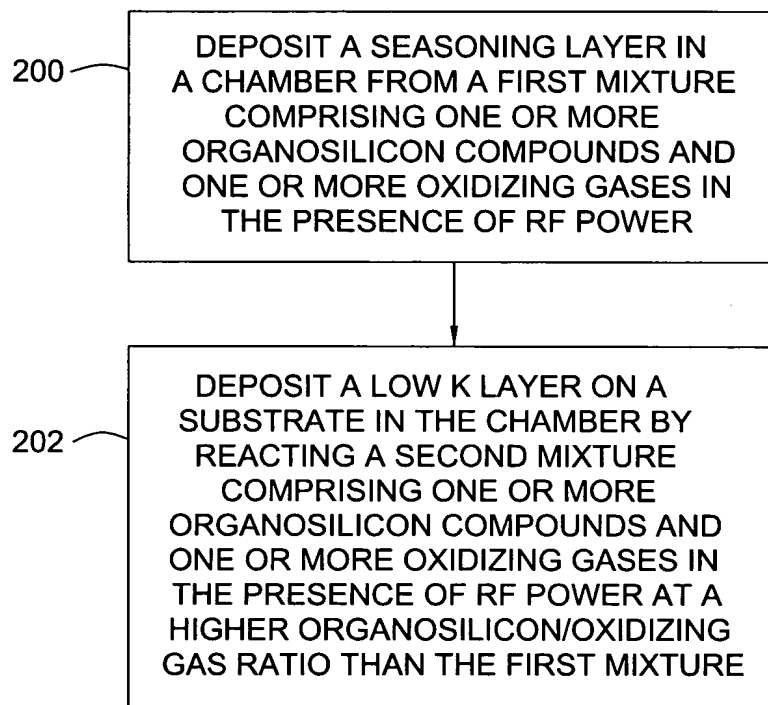 200
DEPOSIT A SEASONING LAYER IN
A CHAMBER FROM A FIRST MIXTURE
COMPRISING ONE OR MORE
ORGANOSILICON COMPOUNDS AND
ONE OR MORE OXIDIZING GASES IN
THE PRESENCE OF RF POWER
202
DEPOSIT A LOW K LAYER ON A
SUBSTRATE IN THE CHAMBER BY
REACTING A SECOND MIXTURE
COMPRISING ONE OR MORE
ORGANOSILICON COMPOUNDS AND
ONE OR MORE OXIDIZING GASES IN
THE PRESENCE OF RF POWER AT A
HIGHER ORGANOSILICON/OXIDIZING
GAS RATIO THAN THE FIRST MIXTURE